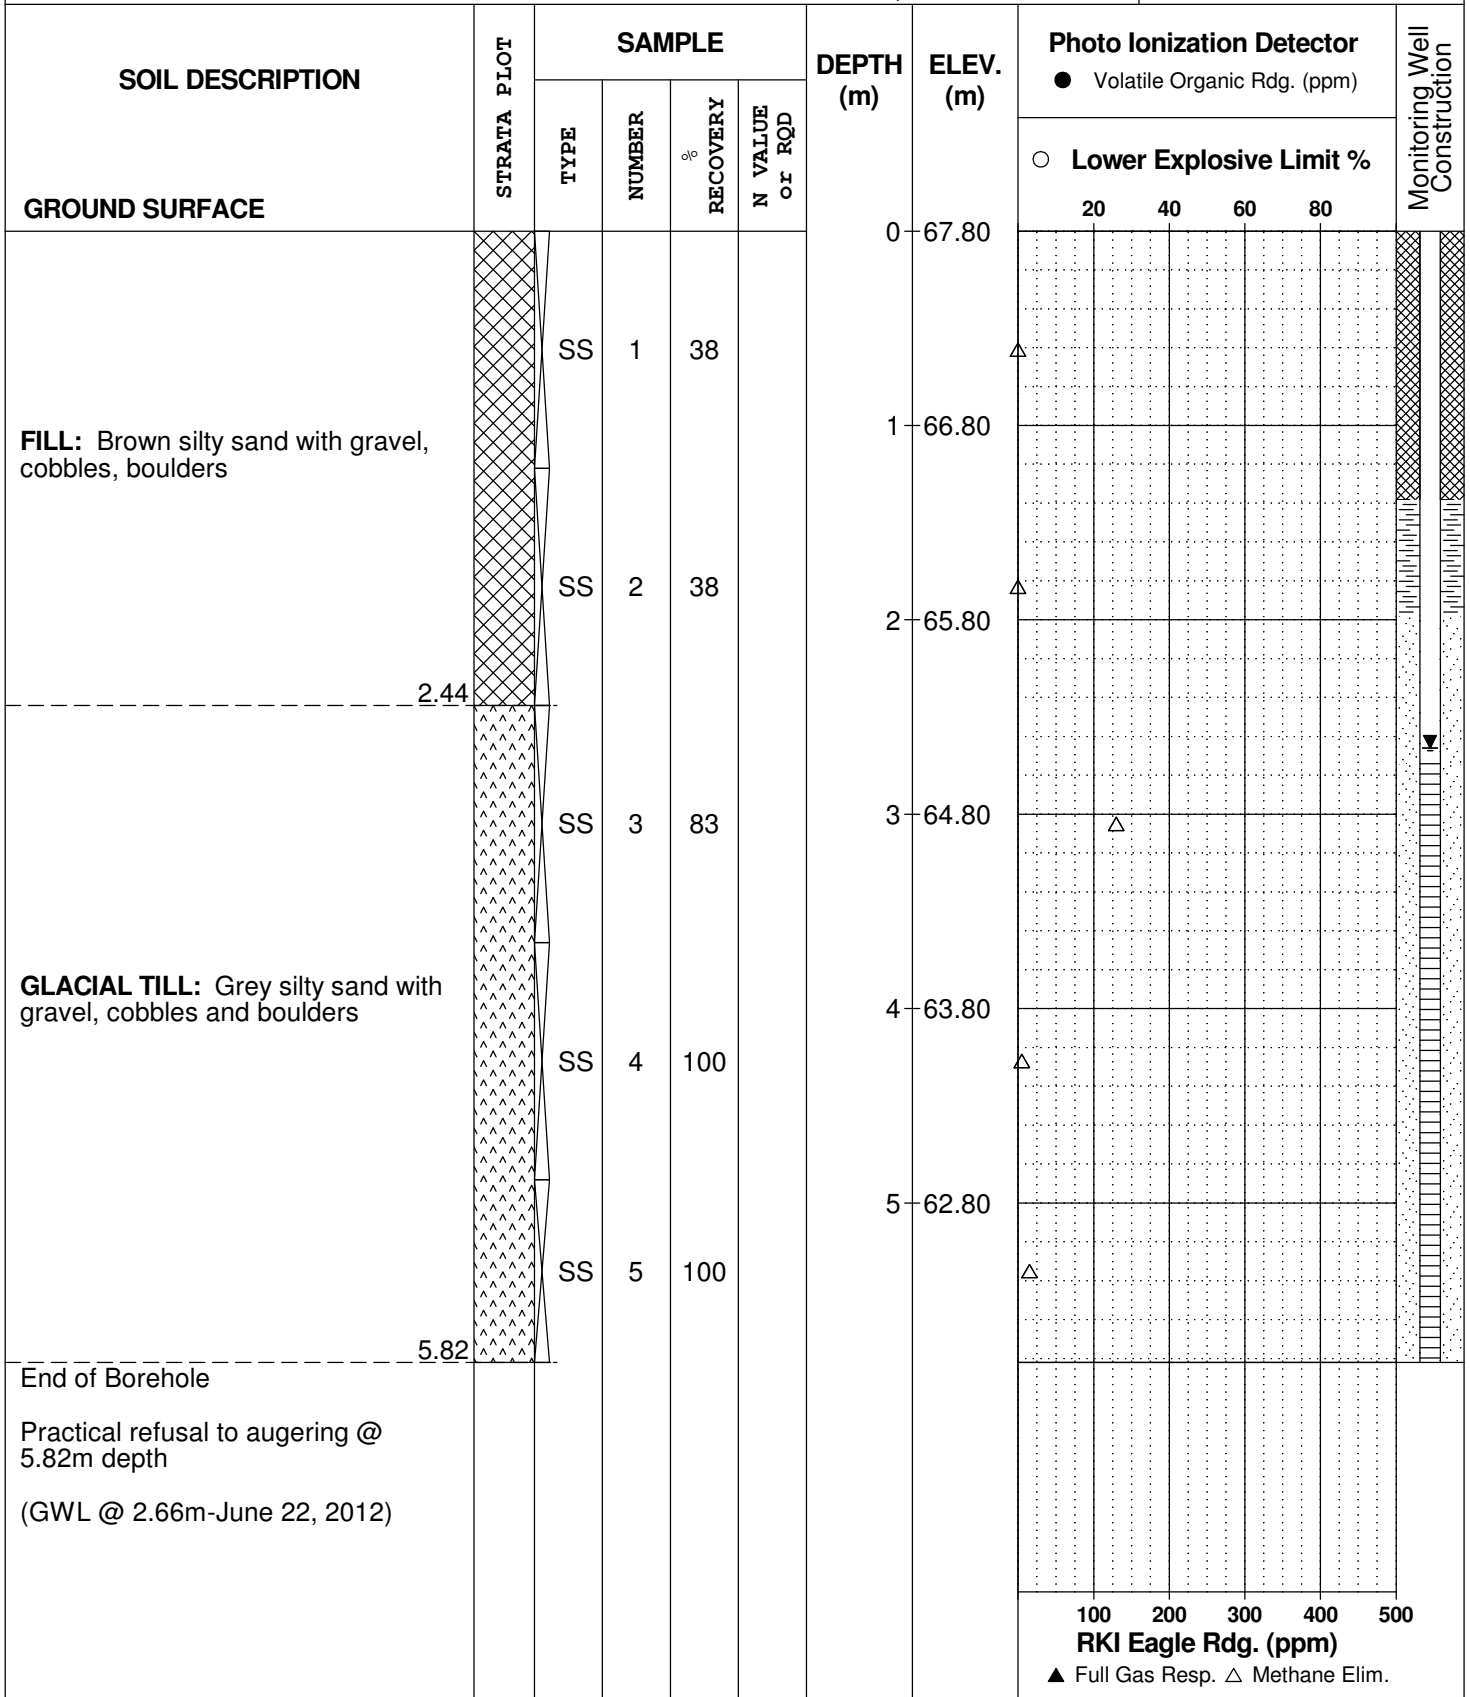 SOIL DESCRIPTION
GROUND SURFACE
STRATA PLOT
SAMPLE
TYPE
NUMBER
%
RECOVERY
N VALUE
or RQD
DEPTH
(m)
ELEV.
(m)
Photo Ionization Detector
● Volatile Organic Rdg. (ppm)
○ Lower Explosive Limit %
20 40 60 80
Monitoring Well
Construction
0 67.80
SS 1 38
1 66.80
FILL: Brown silty sand with gravel,
cobbles, boulders
SS 2 38
2 65.80
2.44
SS 3 83
3 64.80
GLACIAL TILL: Grey silty sand with
gravel, cobbles and boulders
4 63.80
SS 4 100
5 62.80
SS 5 100
5.82
End of Borehole
Practical refusal to augering @
5.82m depth
(GWL @ 2.66m-June 22, 2012)
100 200 300 400 500
RKI Eagle Rdg. (ppm)
▲ Full Gas Resp. △ Methane Elim.